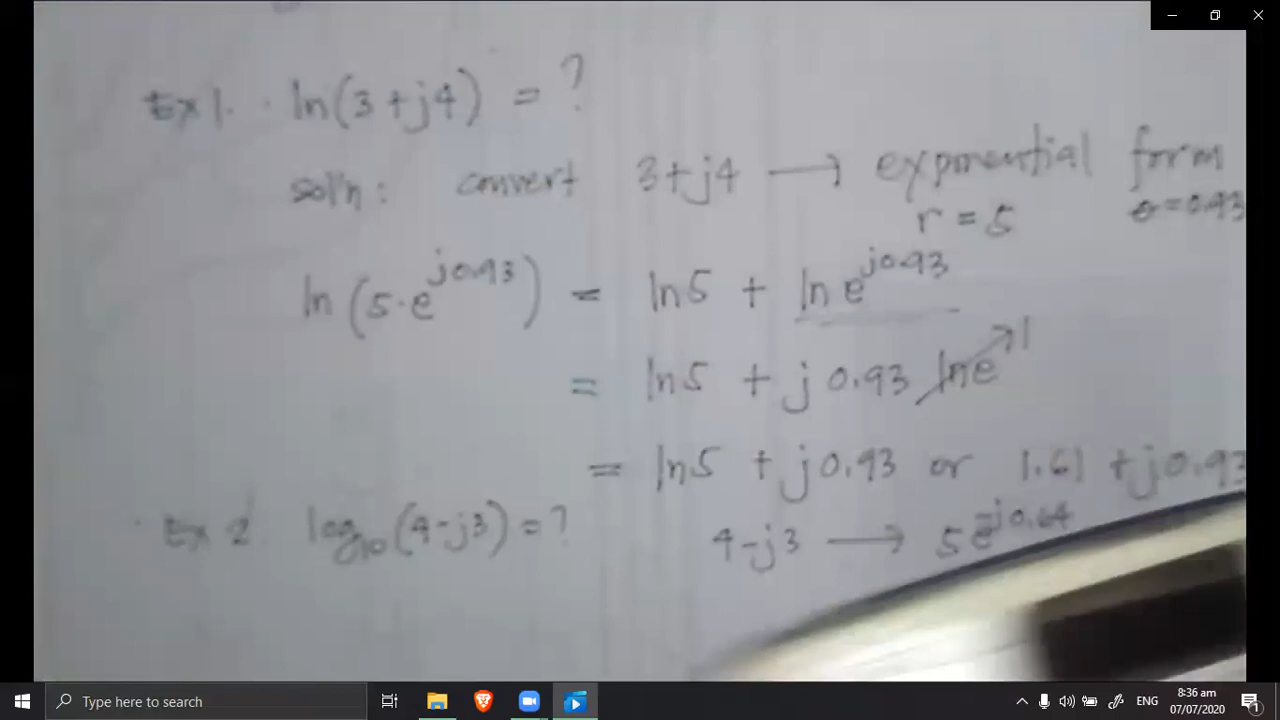 Ex 1. ln(3+j4) = ?
sol'n: convert 3+j4 → exponential form
r = 5 θ=0.93
ln(5·e^j0.93) = ln5 + ln e^j0.93
= ln5 + j0.93 lne 1
= ln5 + j0.93 or 1.61 + j0.93
Ex 2 log10(4-j3) = ? 4-j3 → 5e^-j0.64
Type here to search
ENG
8:36 am
07/07/2020
1